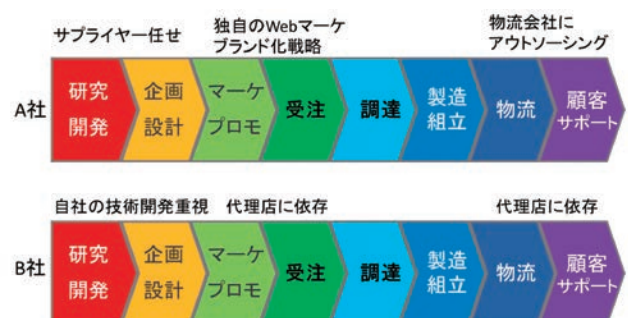 サプライヤー任せ
独自のWebマーケ
ブランド化戦略
物流会社に
アウトソーシング
A社
研究
開発
企画
設計
マーケ
プロモ
受注
調達
製造
組立
物流
顧客
サポート
自社の技術開発重視
代理店に依存
代理店に依存
B社
研究
開発
企画
設計
マーケ
プロモ
受注
調達
製造
組立
物流
顧客
サポート